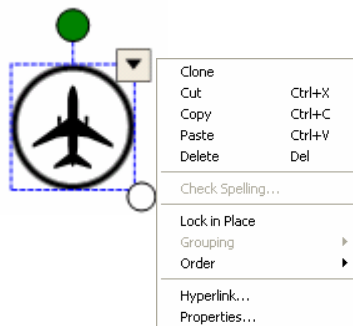 Clone
Cut Ctrl+X
Copy Ctrl+C
Paste Ctrl+V
Delete Del
Check Spelling...
Lock in Place
Grouping
Order
Hyperlink...
Properties...